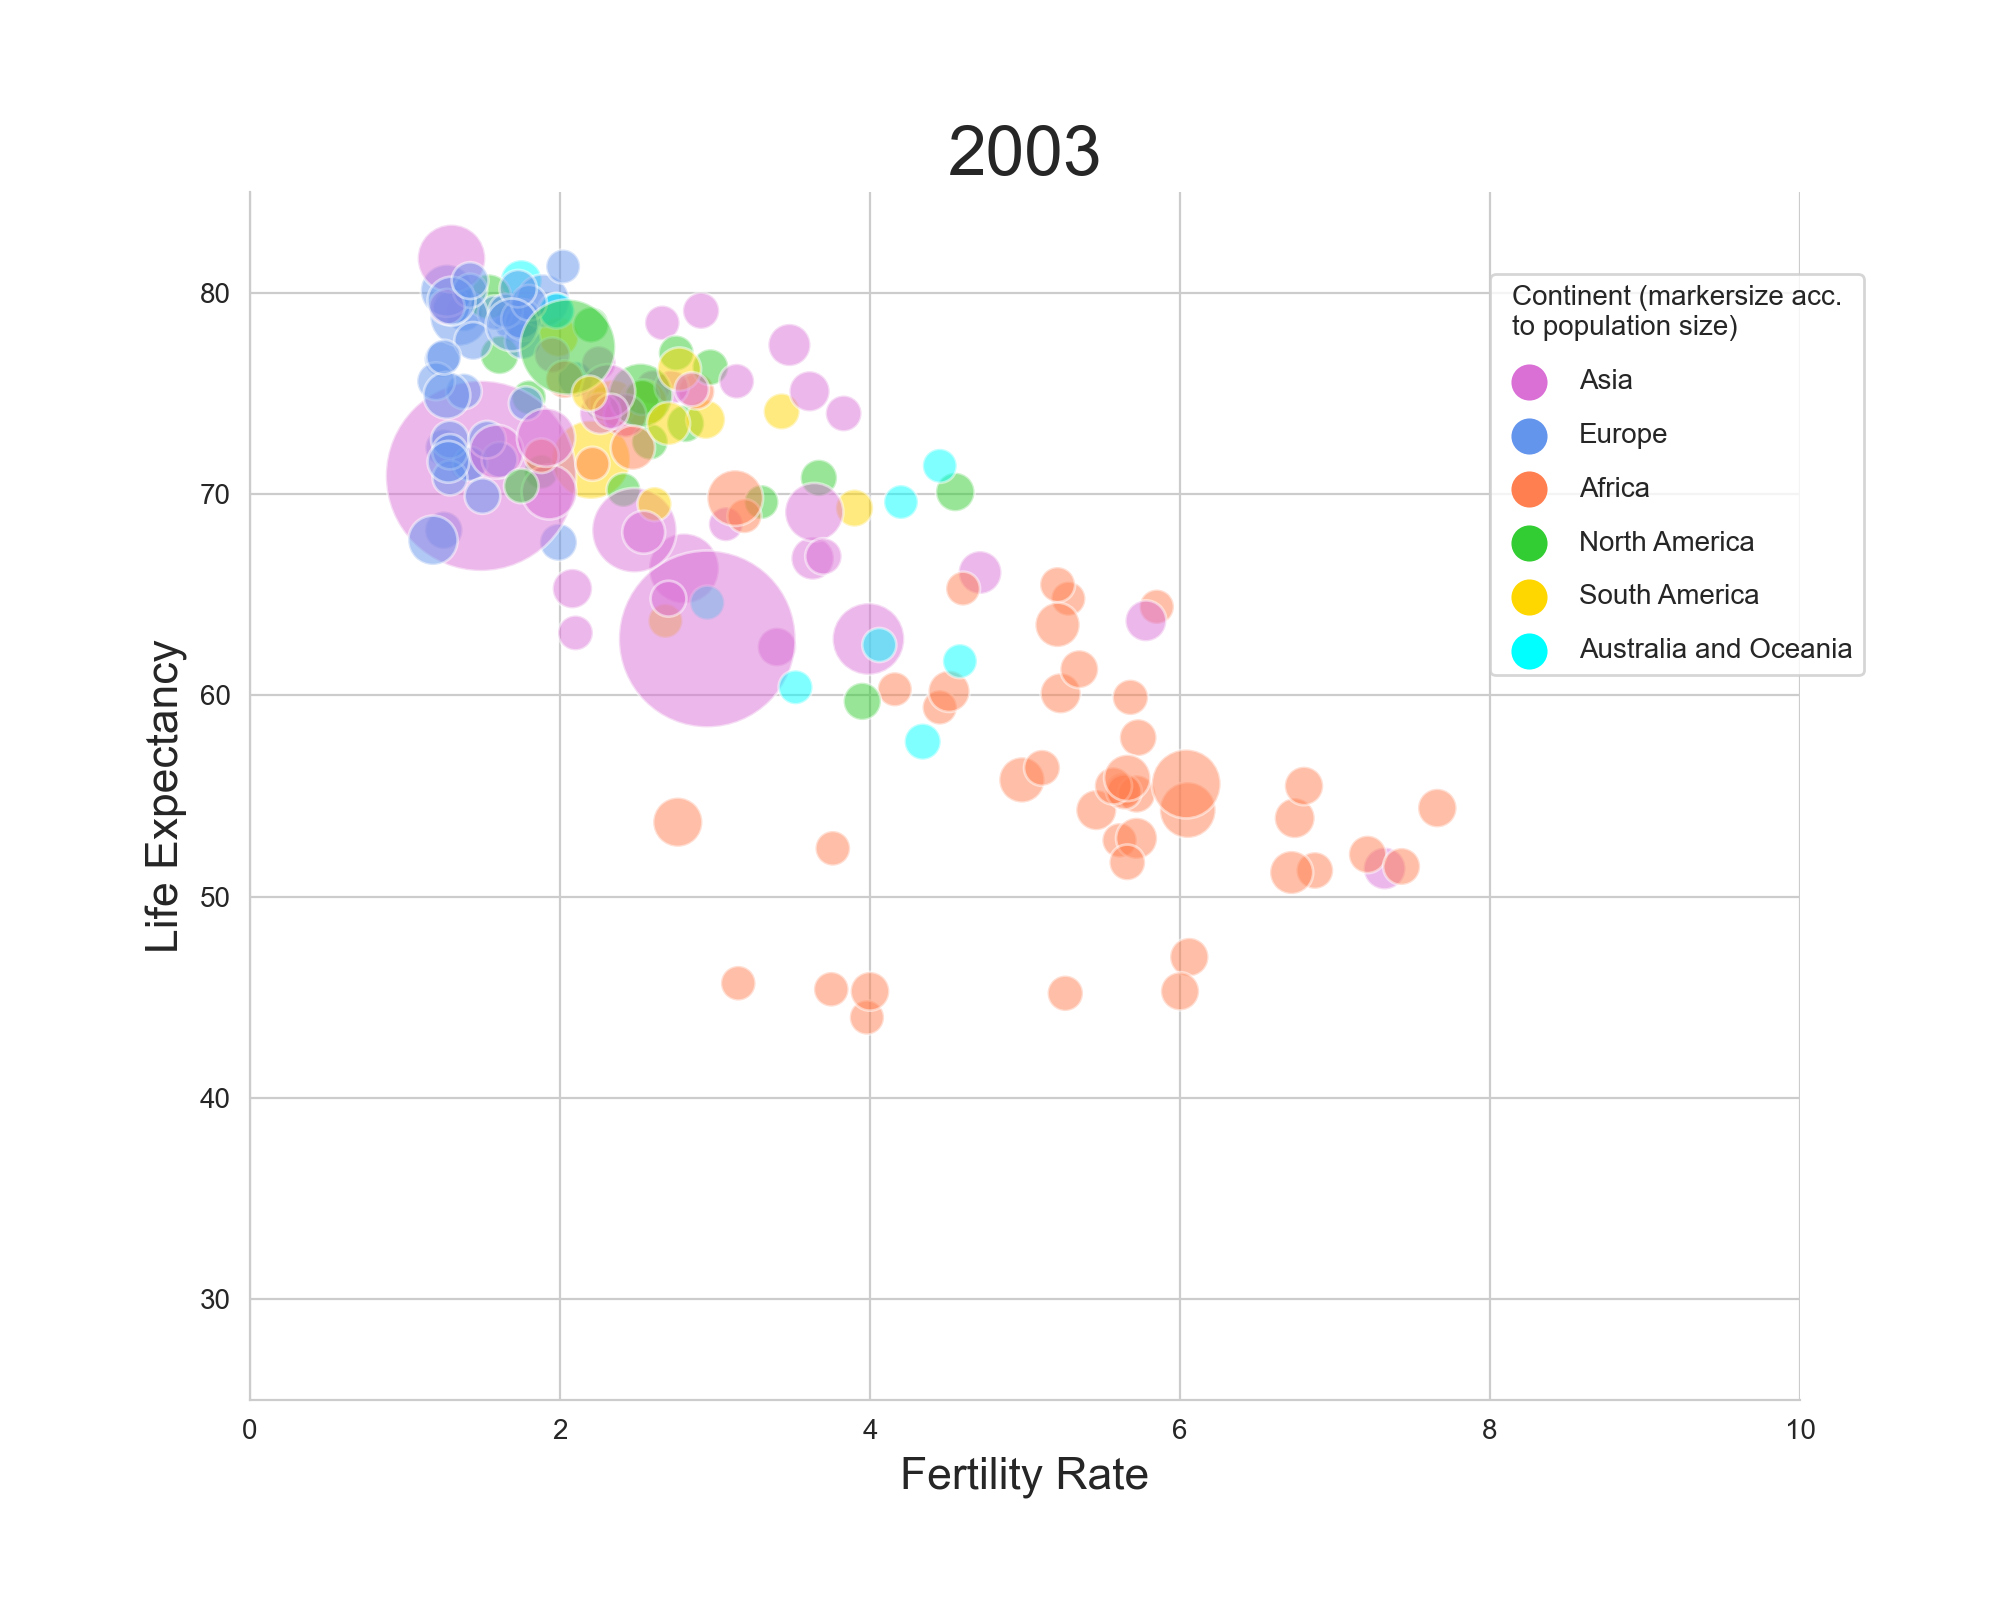 2003
Life Expectancy
80
70
60
50
40
30
0
2
4
6
8
10
Fertility Rate
Continent (markersize acc.
to population size)
Asia
Europe
Africa
North America
South America
Australia and Oceania